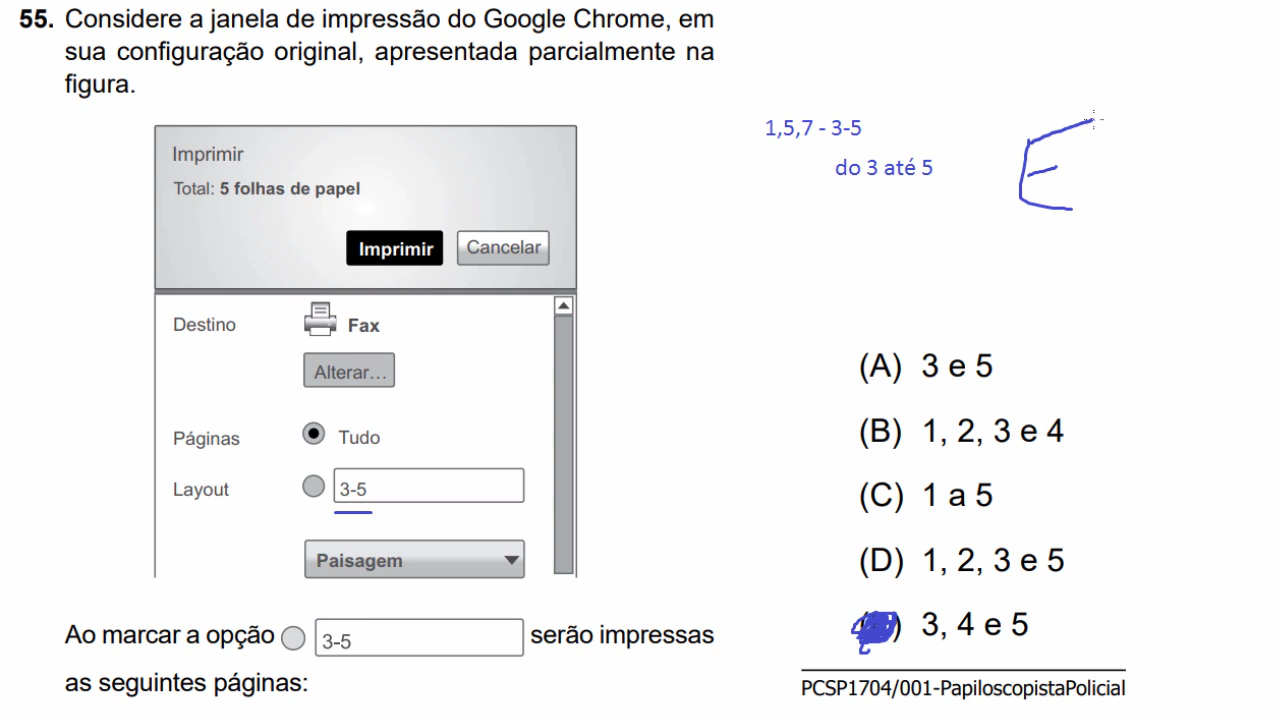 55. Considere a janela de impressão do Google Chrome, em
sua configuração original, apresentada parcialmente na
figura.
Imprimir
Total: 5 folhas de papel
Imprimir Cancelar
Destino Fax
Alterar...
Páginas Tudo
Layout 3-5
Paisagem
Ao marcar a opção 3-5 serão impressas
as seguintes páginas:
1,5,7 - 3-5
do 3 até 5
E
(A) 3 e 5
(B) 1, 2, 3 e 4
(C) 1 a 5
(D) 1, 2, 3 e 5
) 3, 4 e 5
PCSP1704/001-PapiloscopistaPolicial